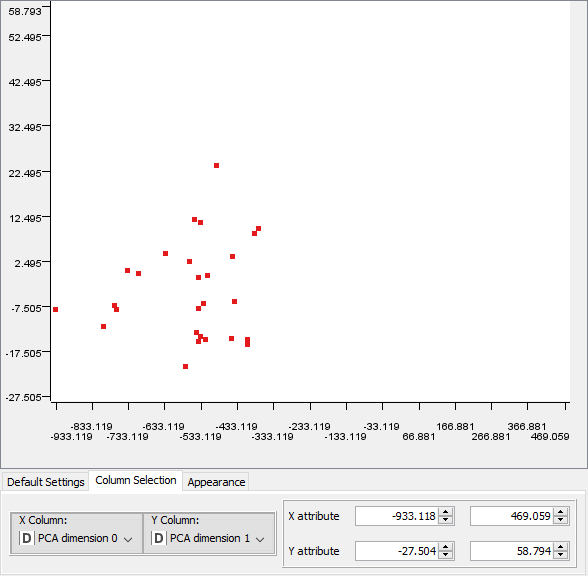 58.793
52.495
42.495
32.495
22.495
12.495
2.495
-7.505
-17.505
-27.505
-833.119 -633.119 -433.119 -233.119 -33.119 166.881 366.881
-933.119 -733.119 -533.119 -333.119 -133.119 66.881 266.881 469.059
Default Settings Column Selection Appearance
X Column: Y Column:
D PCA dimension 0 D PCA dimension 1
X attribute -933.118 469.059
Y attribute -27.504 58.794